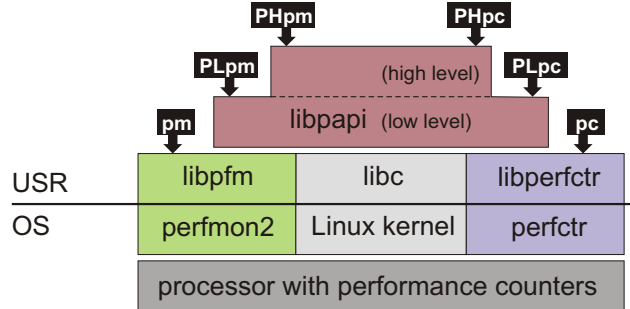 PHpm PHpc
PLpm (high level) PLpc
pm libpapi (low level) pc
USR libpfm libc libperfctr
OS perfmon2 Linux kernel perfctr
processor with performance counters